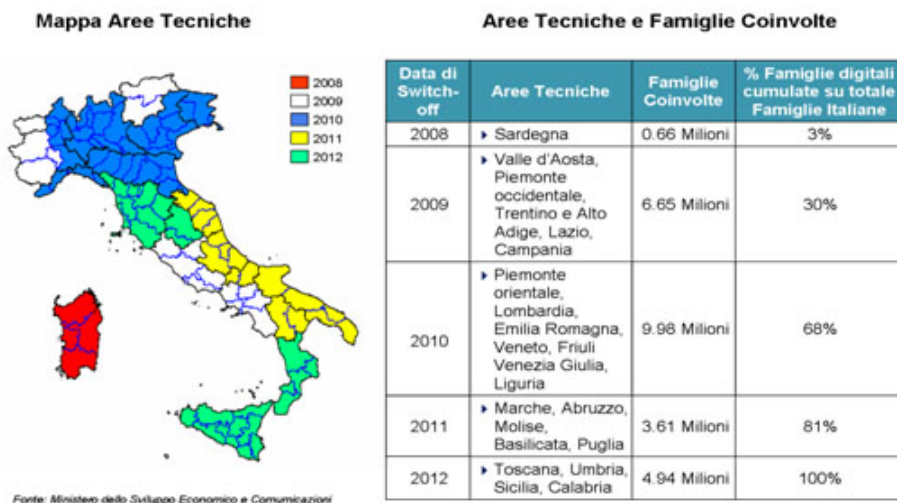 Mappa Aree Tecniche
2008
2009
2010
2011
2012
Fonte: Ministero dello Sviluppo Economico e Comunicazioni
Aree Tecniche e Famiglie Coinvolte
Data di
Switch-
off
Aree Tecniche
Famiglie
Coinvolte
% Famiglie digitali
cumulate su totale
Famiglie Italiane
2008
Sardegna
0.66 Milioni
3%
2009
Valle d'Aosta,
Piemonte
occidentale,
Trentino e Alto
Adige, Lazio,
Campania
6.65 Milioni
30%
2010
Piemonte
orientale,
Lombardia,
Emilia Romagna,
Veneto, Friuli
Venezia Giulia,
Liguria
9.98 Milioni
68%
2011
Marche, Abruzzo,
Molise,
Basilicata, Puglia
3.61 Milioni
81%
2012
Toscana, Umbria,
Sicilia, Calabria
4.94 Milioni
100%